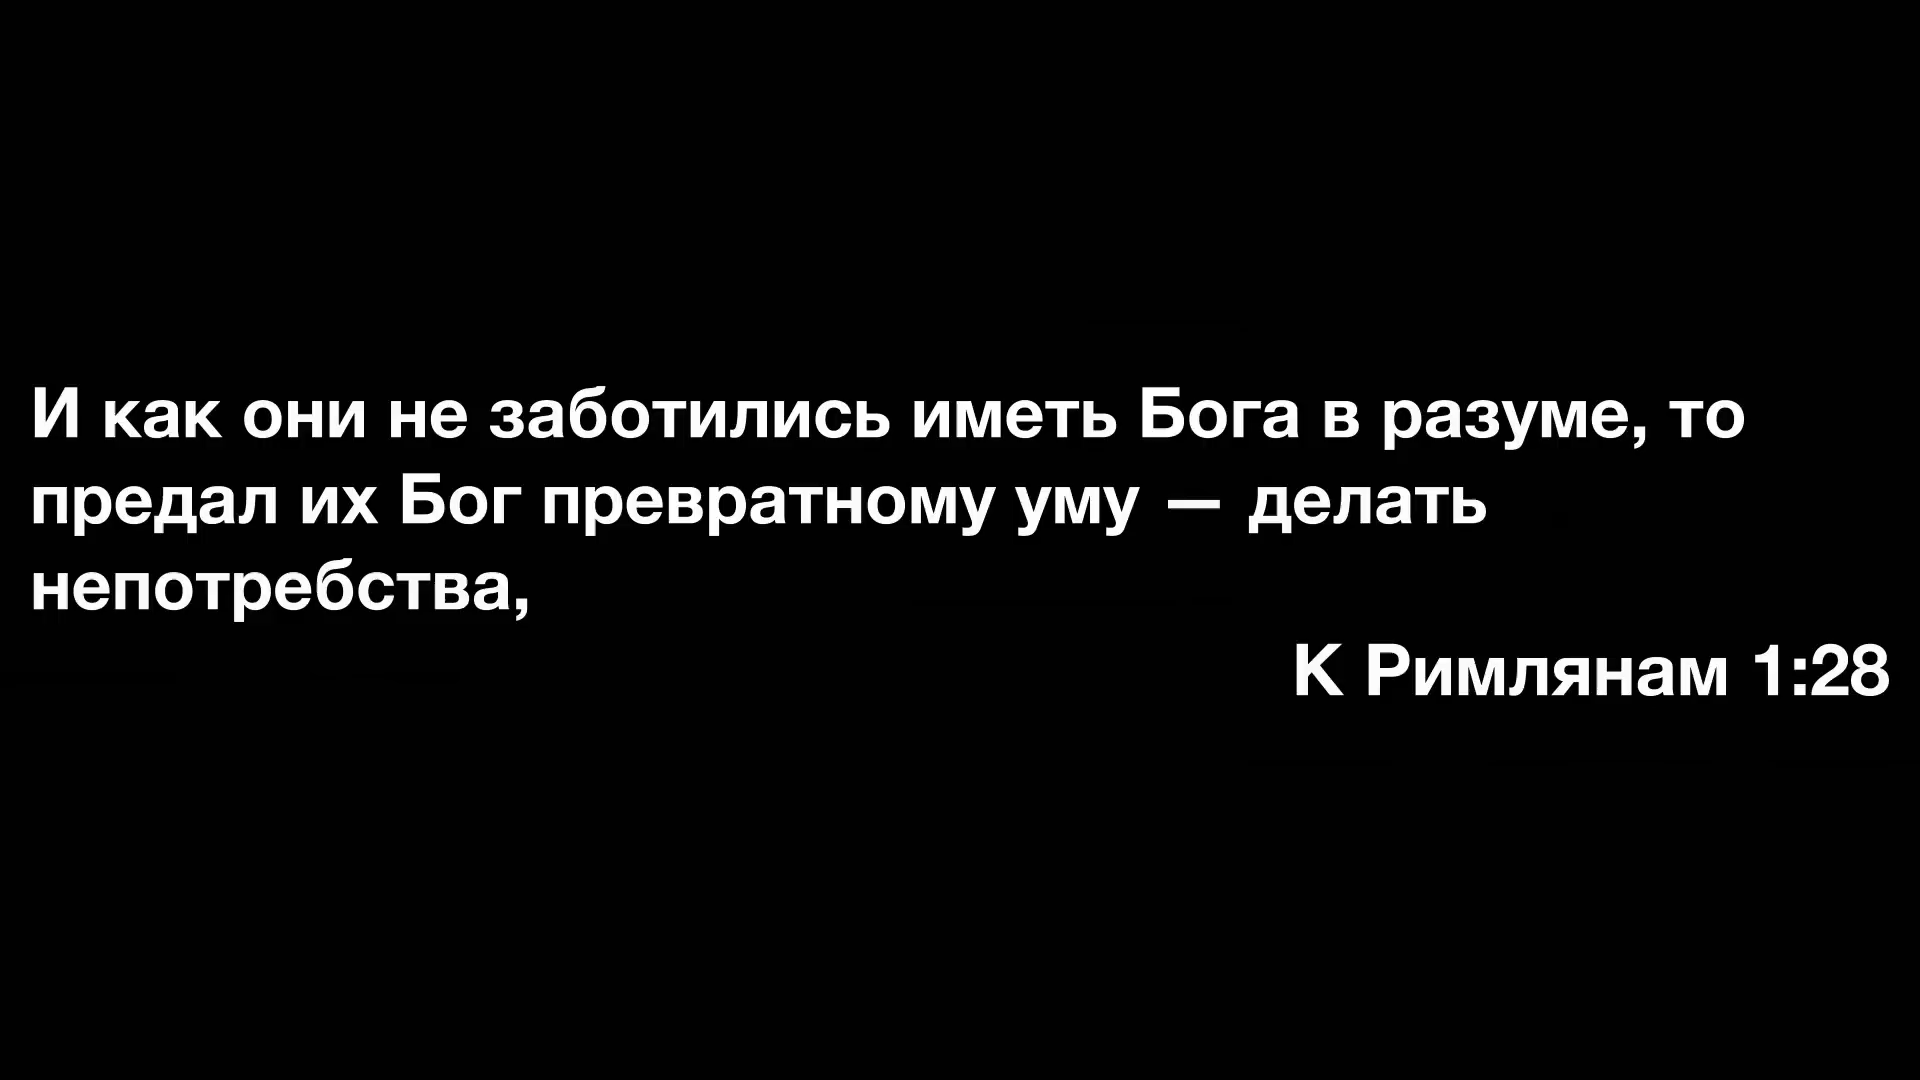 И как они не заботились иметь Бога в разуме, то
предал их Бог превратному уму — делать
непотребства,
К Римлянам 1:28